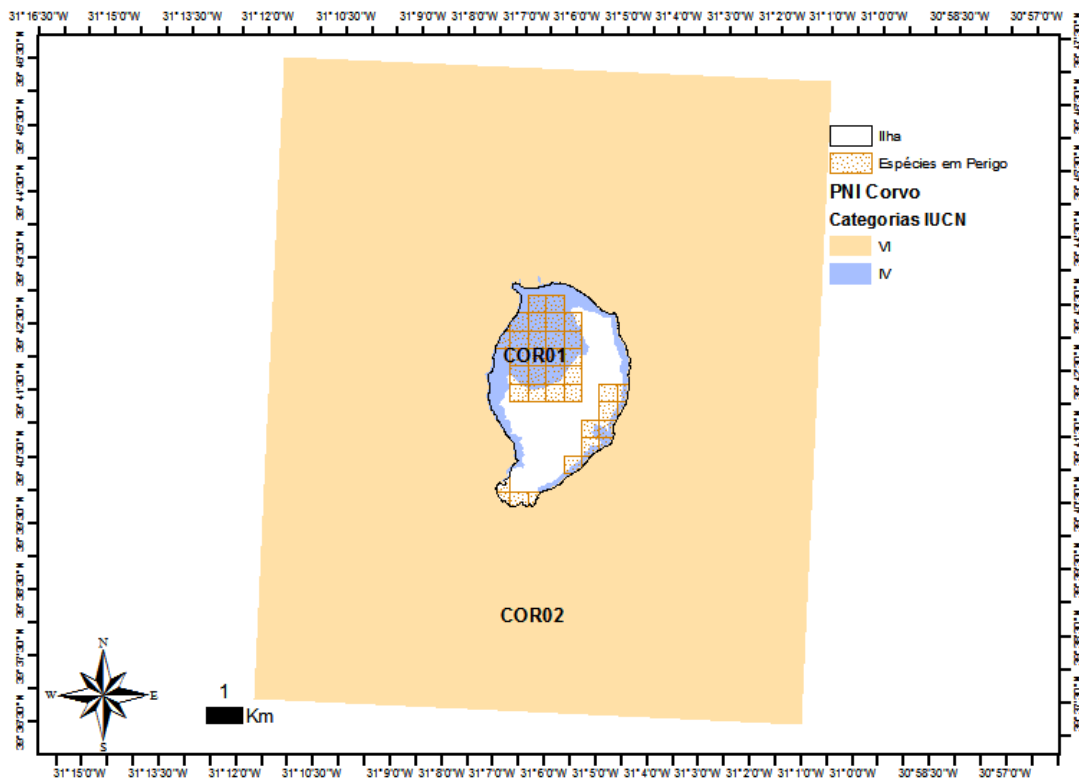 31°16'30"W 31°15'0"W 31°13'30"W 31°12'0"W 31°10'30"W 31°9'0"W 31°8'0"W 31°7'0"W 31°6'0"W 31°5'0"W 31°4'0"W 31°3'0"W 31°2'0"W 31°1'0"W 31°0'0"W 30°58'30"W 30°57'0"W
Ilha
Espécies em Perigo
PNI Corvo
Categorias IUCN
VI
IV
COR01
COR02
N
W
E
S
1
Km
31°15'0"W 31°13'30"W 31°12'0"W 31°10'30"W 31°9'0"W 31°8'0"W 31°7'0"W 31°6'0"W 31°5'0"W 31°4'0"W 31°3'0"W 31°2'0"W 31°1'0"W 31°0'0"W 30°58'30"W 30°57'0"W